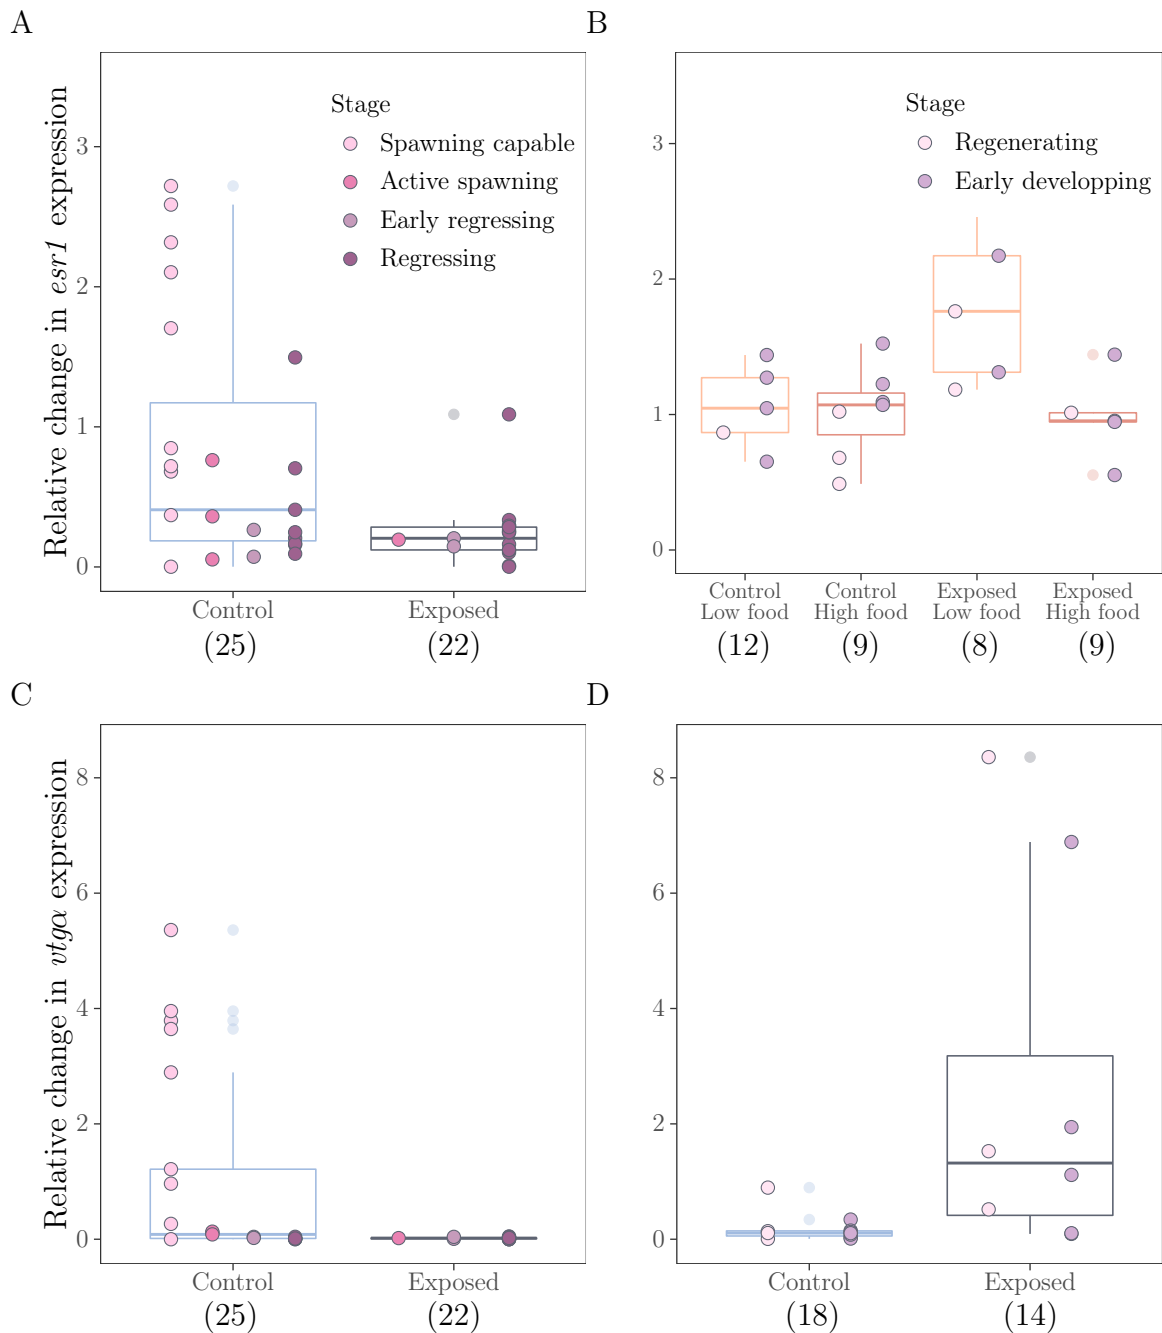 A
Relative change in esr1 expression
3
2
1
0
Stage
Spawning capable
Active spawning
Early regressing
Regressing
Control
Exposed
(25)
(22)
B
3
2
1
0
Stage
Regenerating
Early developping
Control
Low food
Control
High food
Exposed
Low food
Exposed
High food
(12)
(9)
(8)
(9)
C
Relative change in vtgα expression
8
6
4
2
0
Control
Exposed
(25)
(22)
D
8
6
4
2
0
Control
Exposed
(18)
(14)